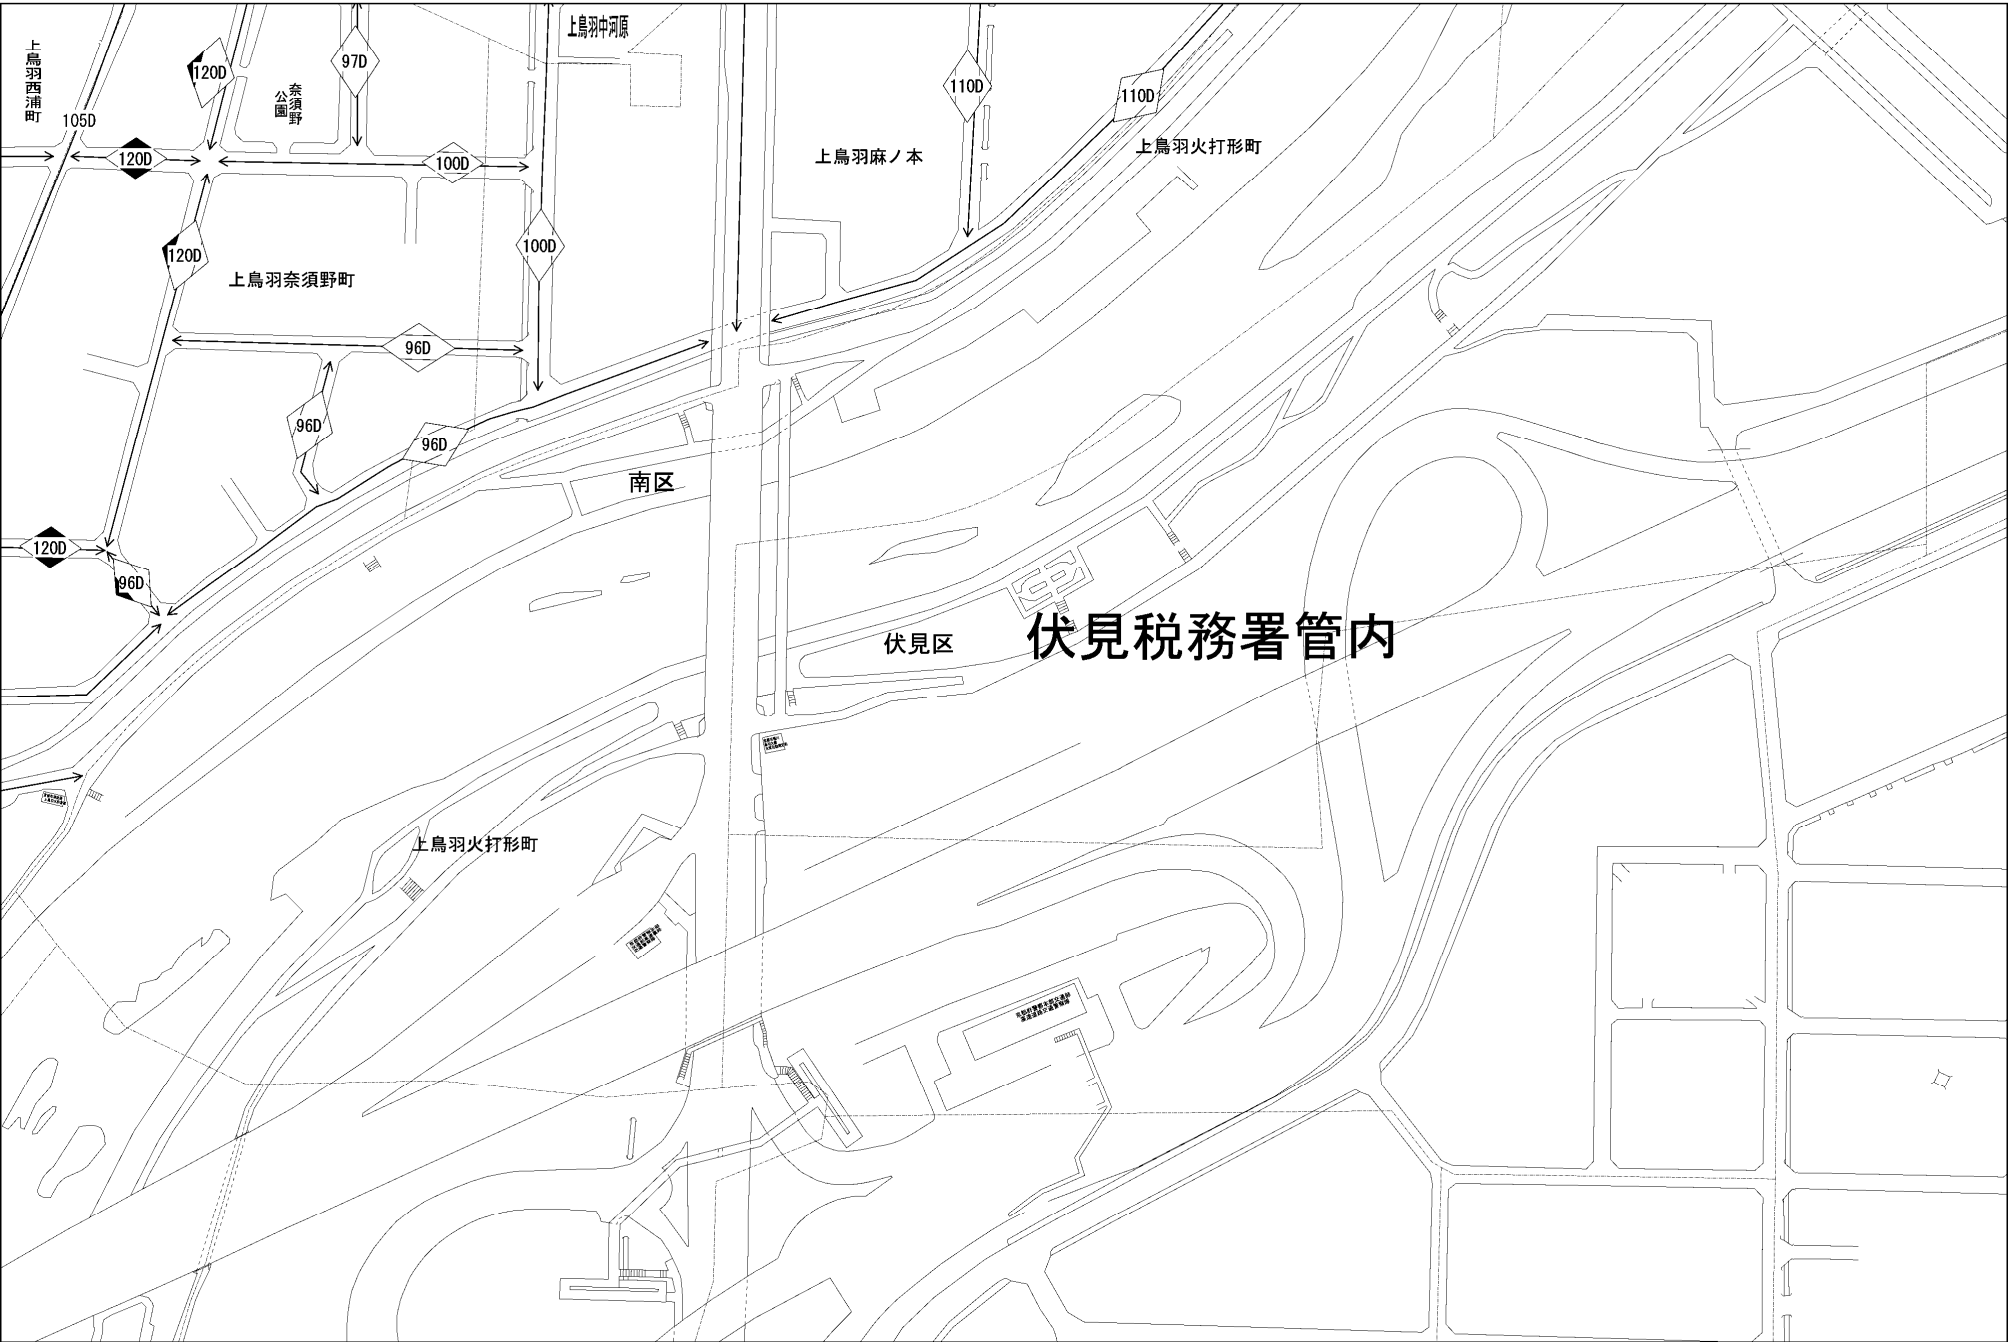 上鳥羽中河原
上鳥羽西浦町
120D
97D
110D
110D
奈須野
公園
105D
120D
100D
上鳥羽麻ノ本
上鳥羽火打形町
120D
100D
上鳥羽奈須野町
96D
96D
96D
南区
120D
96D
伏見区
伏見税務署管内
上鳥羽火打形町